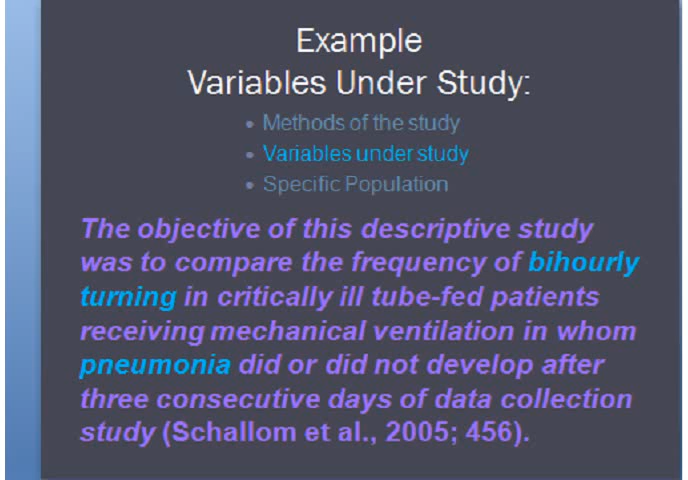 Example
Variables Under Study:
• Methods of the study
• Variables under study
• Specific Population
The objective of this descriptive study
was to compare the frequency of bihourly
turning in critically ill tube-fed patients
receiving mechanical ventilation in whom
pneumonia did or did not develop after
three consecutive days of data collection
study (Schallom et al., 2005; 456).